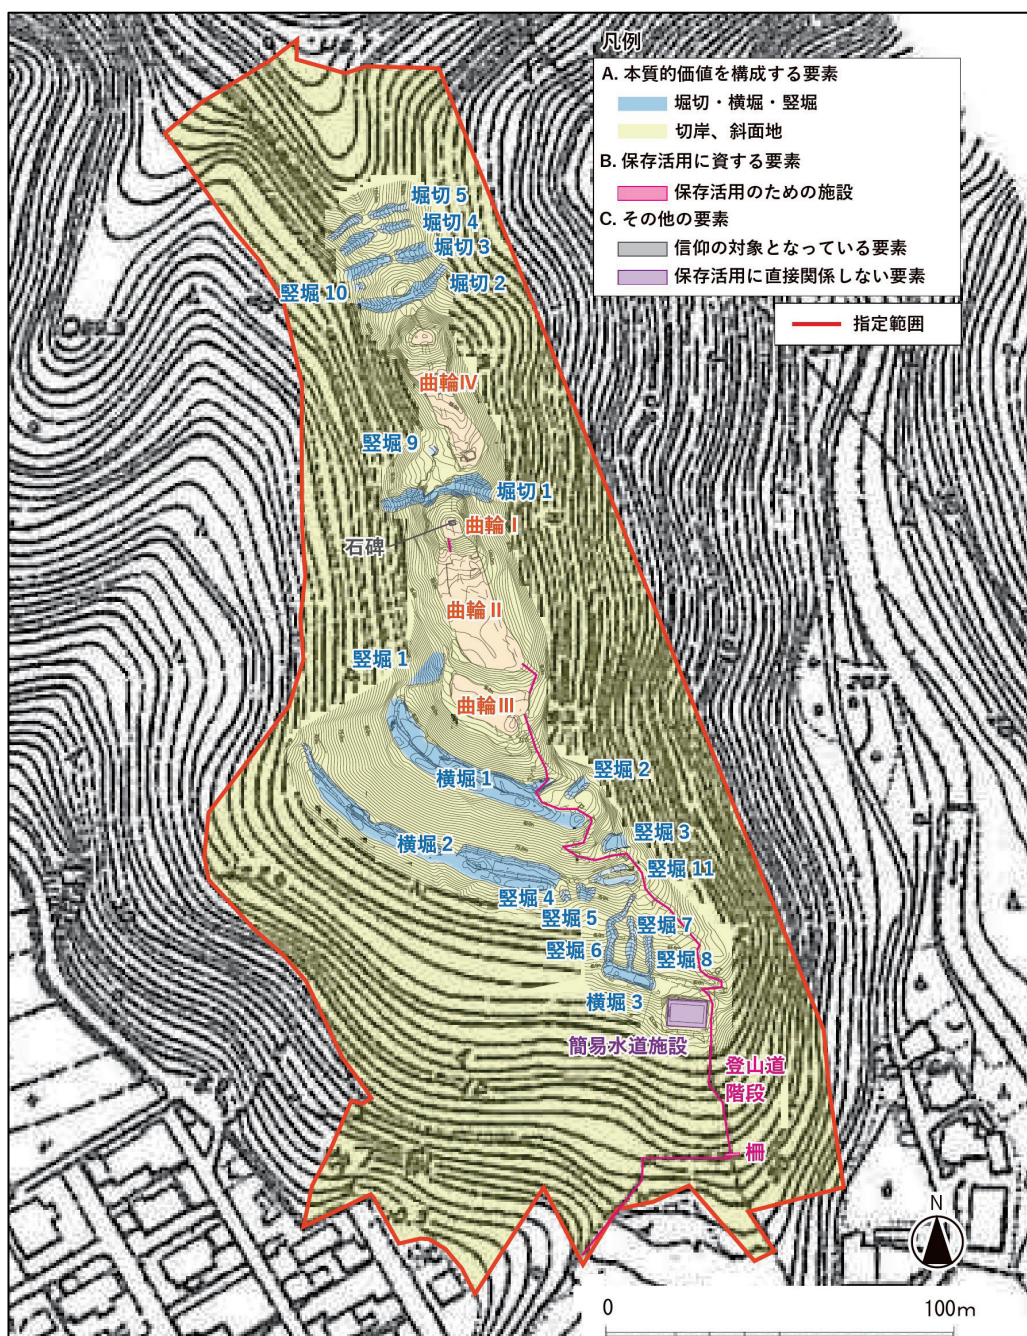 凡例
A. 本質的価値を構成する要素
堀切・横堀・竪堀
切岸、斜面地
B. 保存活用に資する要素
保存活用のための施設
C. その他の要素
信仰の対象となっている要素
保存活用に直接関係しない要素
指定範囲
堀切 5
堀切 4
堀切 3
堀切 2
竪堀 10
曲輪Ⅳ
竪堀 9
堀切 1
曲輪Ⅰ
石碑
曲輪Ⅱ
竪堀 1
曲輪Ⅲ
横堀 1
竪堀 2
竪堀 3
横堀 2
竪堀 11
竪堀 4
竪堀 5
竪堀 7
竪堀 6
竪堀 8
横堀 3
簡易水道施設
登山道
階段
柵
N
0 100m